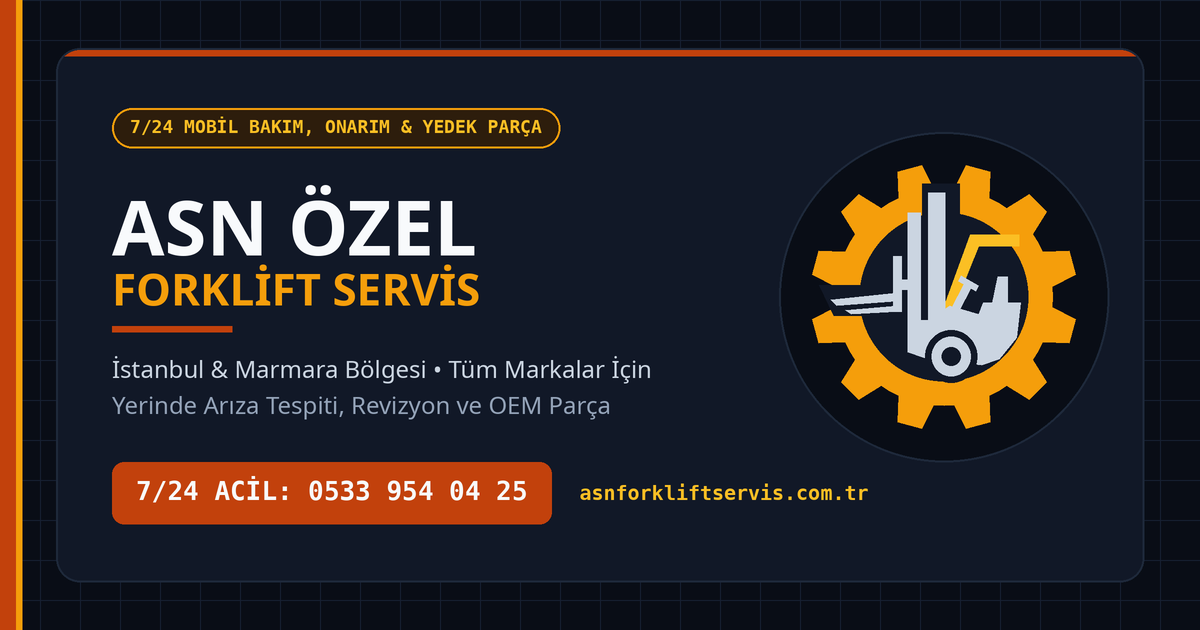 7/24 MOBİL BAKIM, ONARIM & YEDEK PARÇA
ASN ÖZEL
FORKLİFT SERVİS
İstanbul & Marmara Bölgesi • Tüm Markalar İçin
Yerinde Arıza Tespiti, Revizyon ve OEM Parça
7/24 ACİL: 0533 954 04 25
asnforkliftservis.com.tr